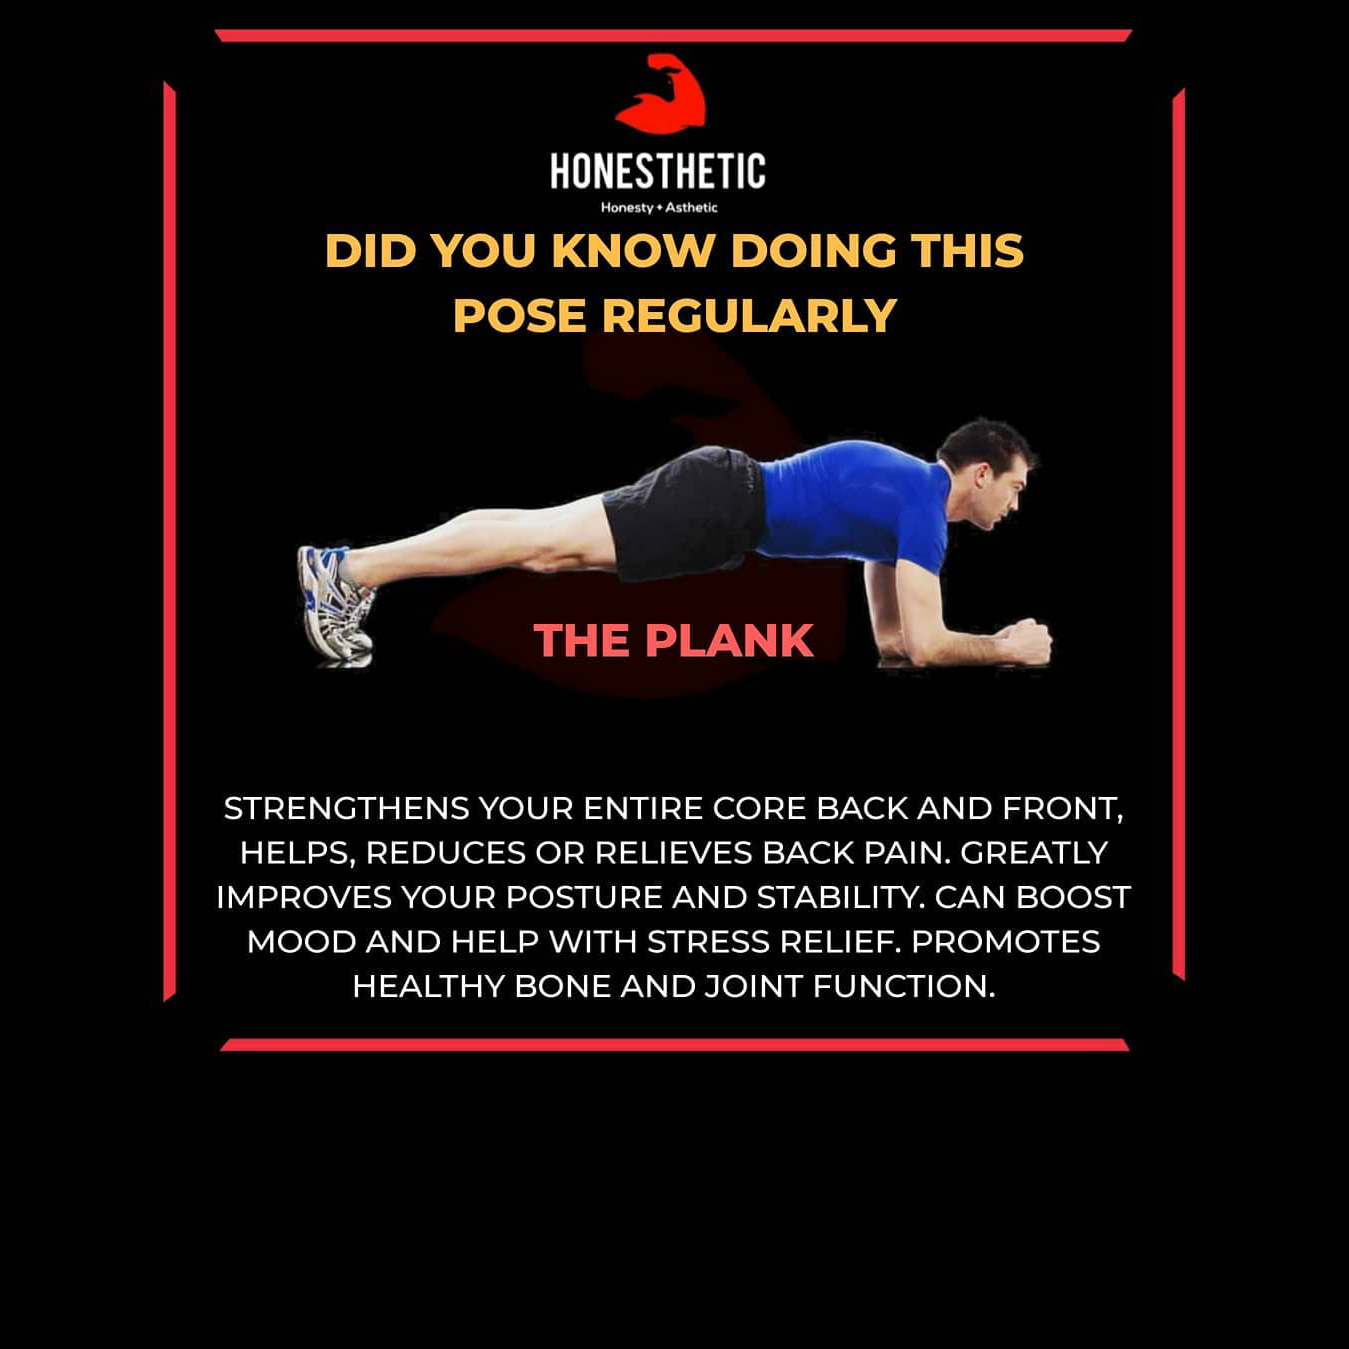 HONESTHETIC
Honesty + Asthetic
DID YOU KNOW DOING THIS
POSE REGULARLY
THE PLANK
STRENGTHENS YOUR ENTIRE CORE BACK AND FRONT,
HELPS, REDUCES OR RELIEVES BACK PAIN. GREATLY
IMPROVES YOUR POSTURE AND STABILITY. CAN BOOST
MOOD AND HELP WITH STRESS RELIEF. PROMOTES
HEALTHY BONE AND JOINT FUNCTION.